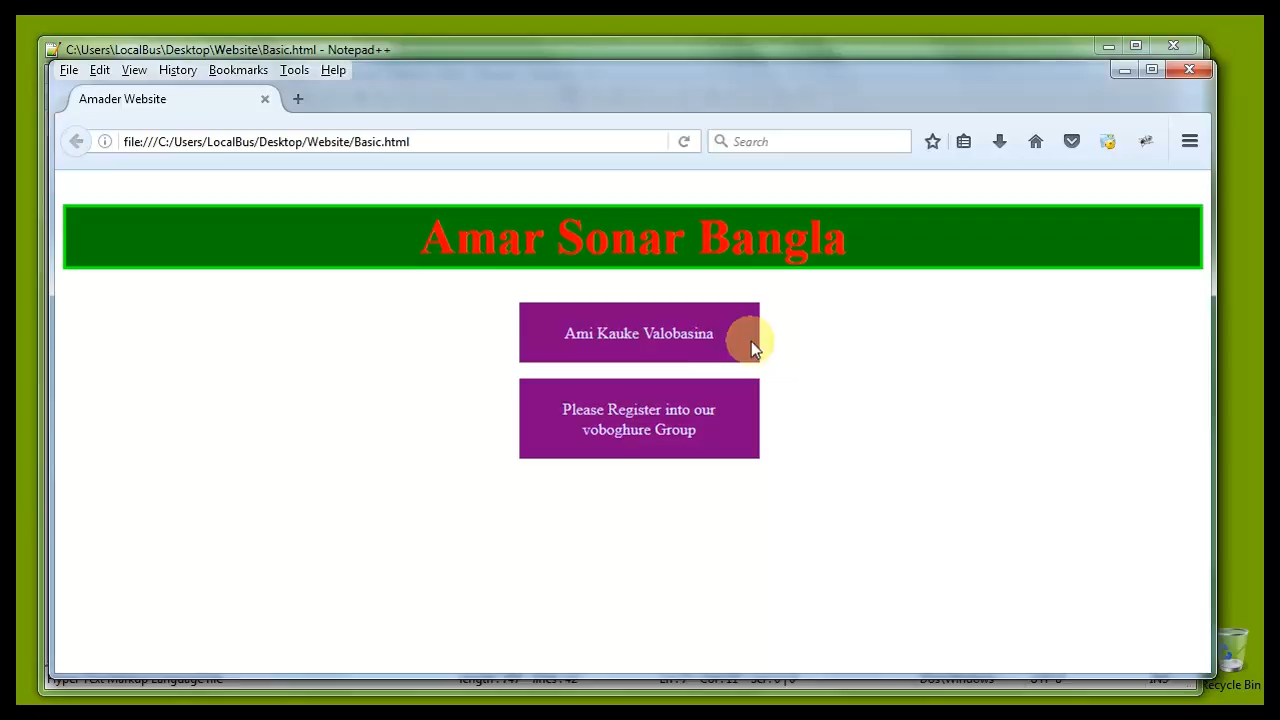 C:\Users\LocalBus\Desktop\Website\Basic.html - Notepad++
File Edit View History Bookmarks Tools Help
Amader Website
file:///C:/Users/LocalBus/Desktop/Website/Basic.html
Search
Amar Sonar Bangla
Ami Kauke Valobasina
Please Register into our
voboghure Group
Recycle Bin